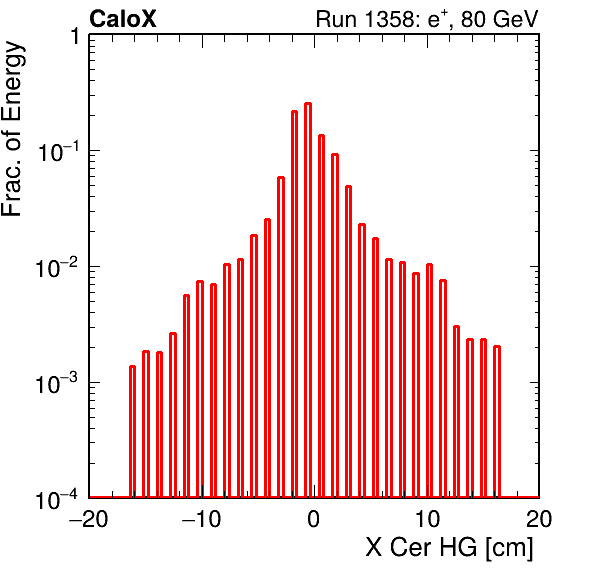 CaloX
Run 1358: e⁺, 80 GeV
Frac. of Energy
1
10⁻¹
10⁻²
10⁻³
10⁻⁴
−20
−10
0
10
20
X Cer HG [cm]